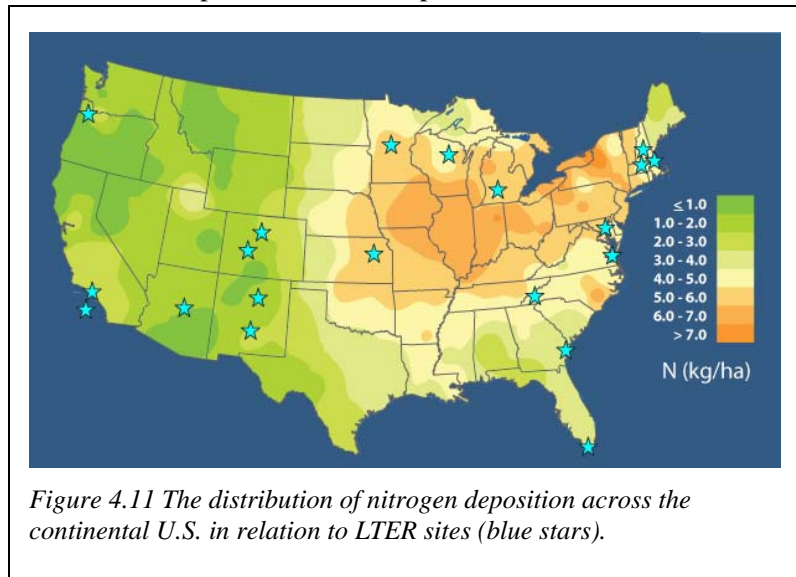 ≤ 1.0
1.0 - 2.0
2.0 - 3.0
3.0 - 4.0
4.0 - 5.0
5.0 - 6.0
6.0 - 7.0
> 7.0
N (kg/ha)
Figure 4.11 The distribution of nitrogen deposition across the
continental U.S. in relation to LTER sites (blue stars).